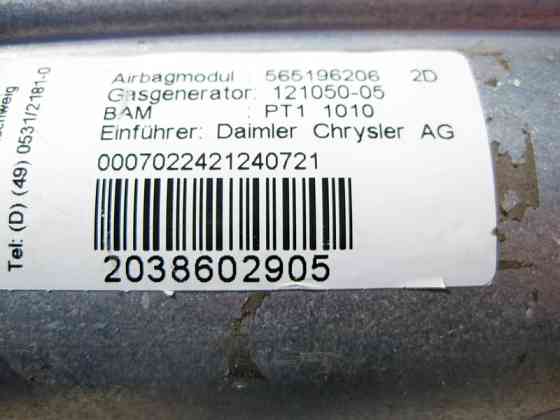 Airbagmodul : 565196206 2D
Gasgenerator: 121050-05
BAM : PT1 1010
Einführer: Daimler Chrysler AG
0007022421240721
2038602905
Tel: (D) (49) 0531/2181-0